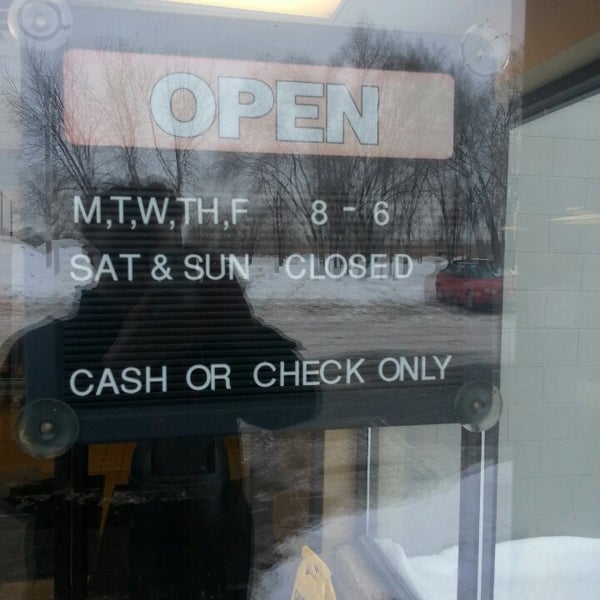 OPEN
M,T,W,TH,F 8 - 6
SAT & SUN CLOSED
CASH OR CHECK ONLY